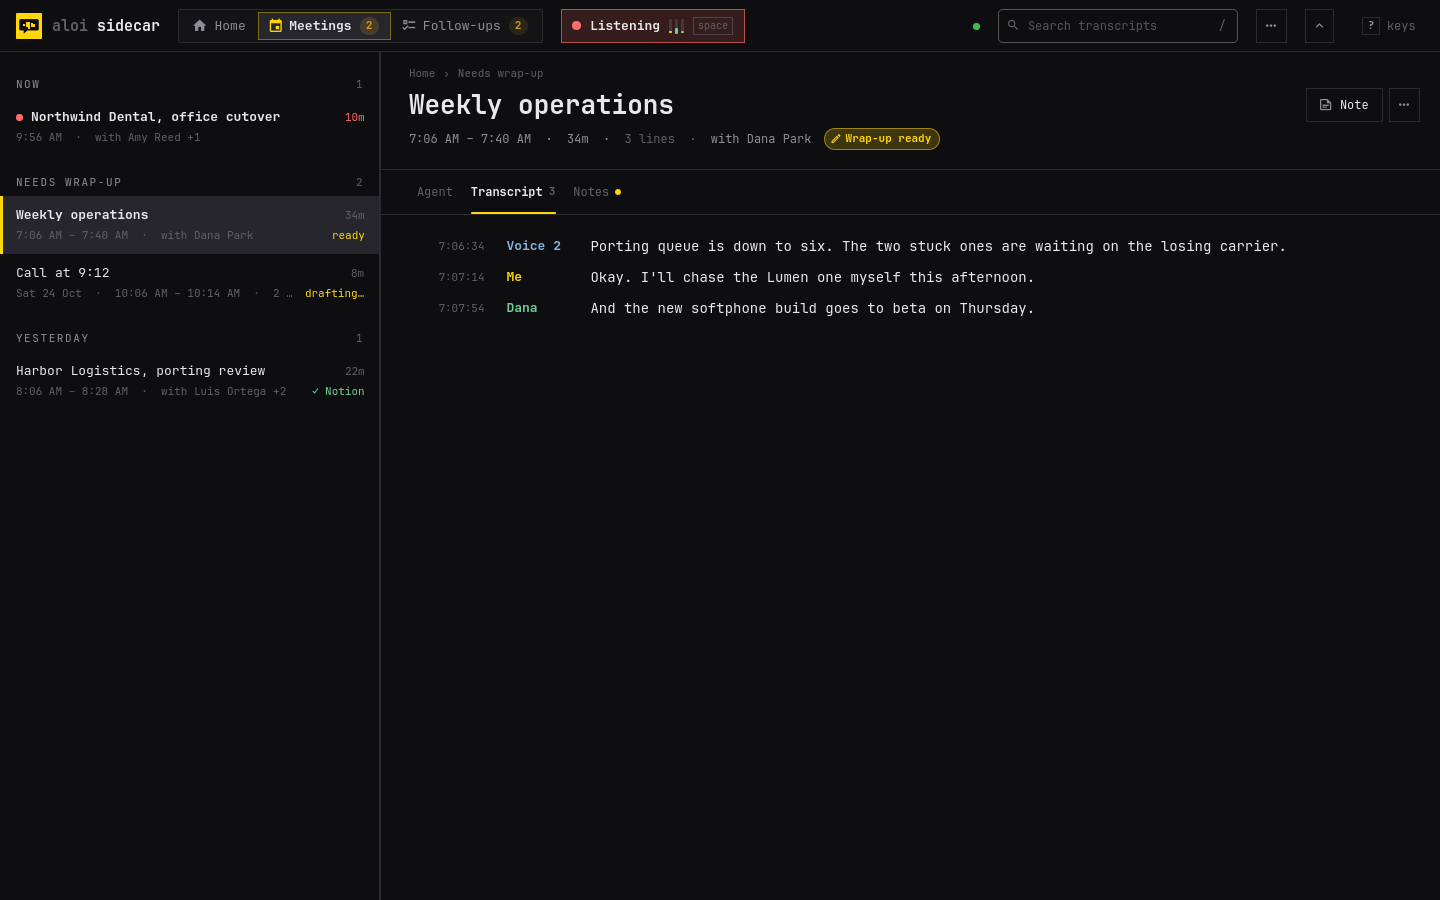 aloi sidecar
Home
Meetings 2
Follow-ups 2
Listening space
Search transcripts /
? keys
NOW 1
Northwind Dental, office cutover 10m
9:56 AM · with Amy Reed +1
NEEDS WRAP-UP 2
Weekly operations 34m
7:06 AM – 7:40 AM · with Dana Park ready
Call at 9:12 8m
Sat 24 Oct · 10:06 AM – 10:14 AM · 2 … drafting…
YESTERDAY 1
Harbor Logistics, porting review 22m
8:06 AM – 8:28 AM · with Luis Ortega +2 ✓ Notion
Home › Needs wrap-up
Weekly operations
Note
7:06 AM – 7:40 AM · 34m · 3 lines · with Dana Park Wrap-up ready
Agent Transcript 3 Notes
7:06:34 Voice 2 Porting queue is down to six. The two stuck ones are waiting on the losing carrier.
7:07:14 Me Okay. I'll chase the Lumen one myself this afternoon.
7:07:54 Dana And the new softphone build goes to beta on Thursday.